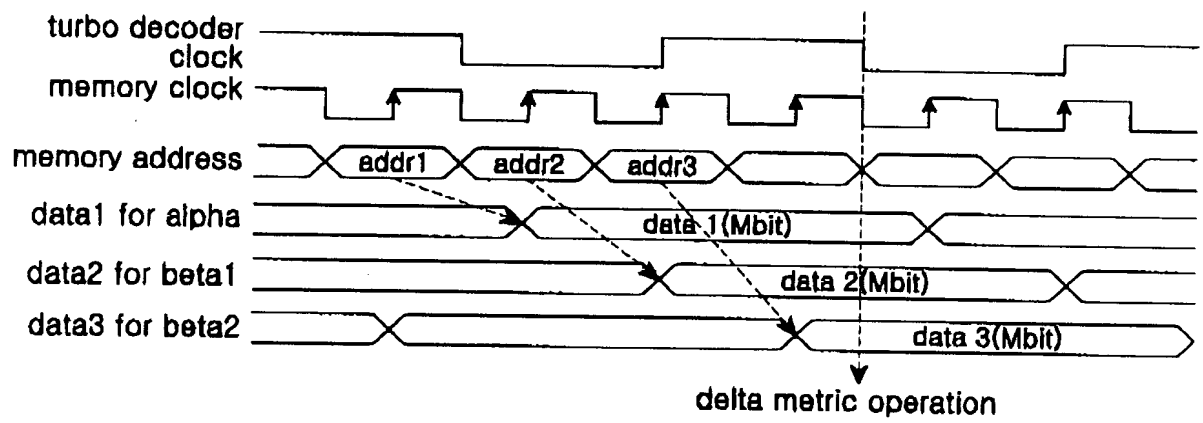 turbo decoder
clock
memory clock
memory address
addr1 addr2 addr3
data1 for alpha
data 1(Mbit)
data2 for beta1
data 2(Mbit)
data3 for beta2
data 3(Mbit)
delta metric operation